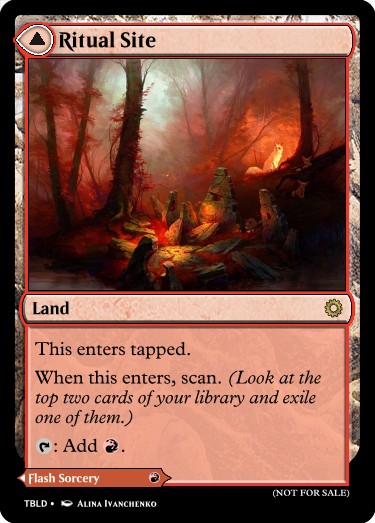 Ritual Site
Land
This enters tapped.
When this enters, scan. (Look at the
top two cards of your library and exile
one of them.)
: Add .
Flash Sorcery
(NOT FOR SALE)
TBLD • Alina Ivanchenko